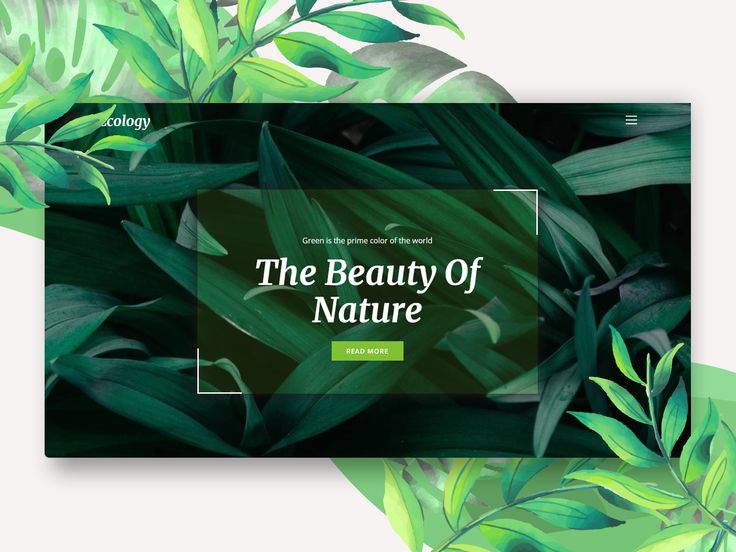 Ecology
Green is the prime color of the world
The Beauty Of
Nature
READ MORE